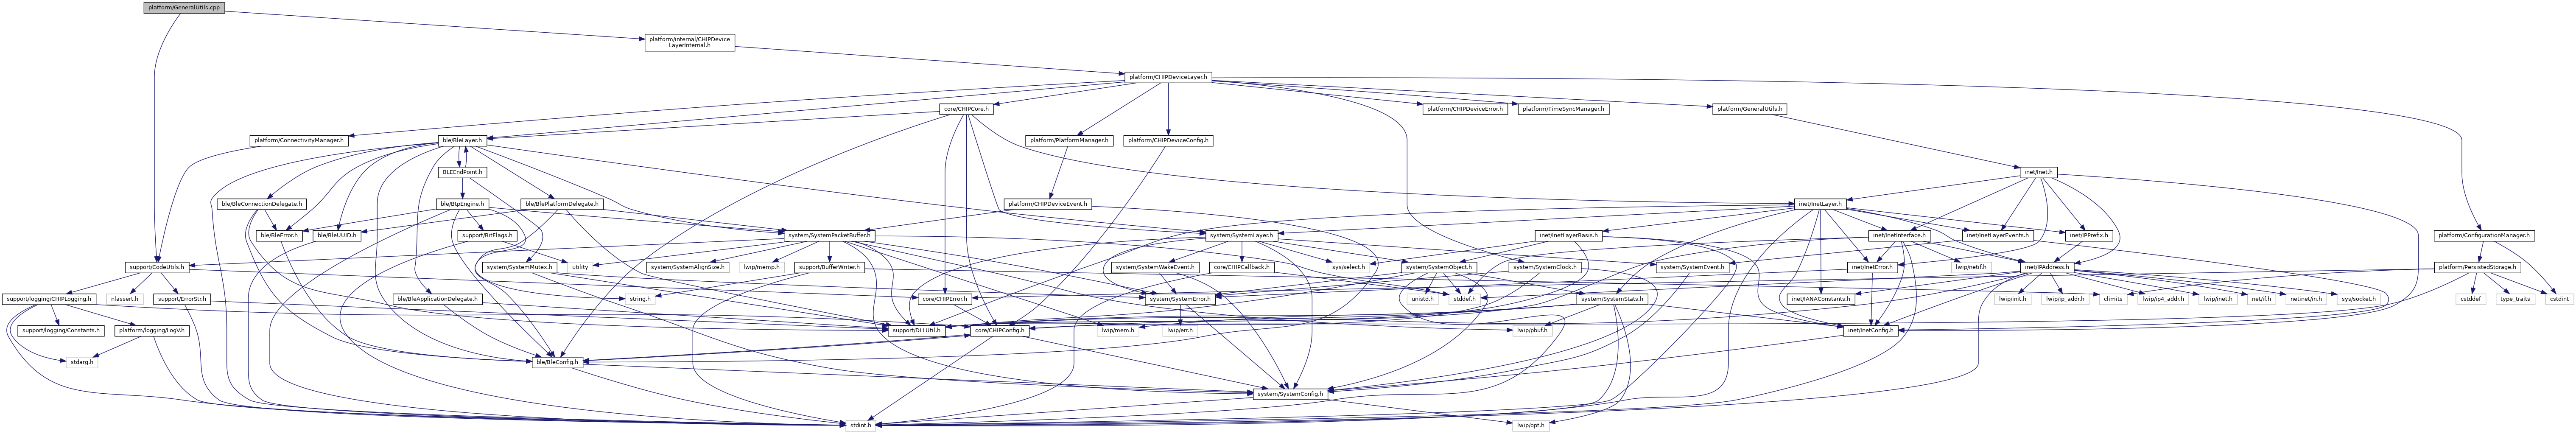 platform/GeneralUtils.cpp
platform/internal/CHIPDevice
LayerInternal.h
platform/CHIPDeviceLayer.h
core/CHIPCore.h
platform/CHIPDeviceError.h
platform/TimeSyncManager.h
platform/GeneralUtils.h
platform/ConnectivityManager.h
ble/BleLayer.h
platform/PlatformManager.h
platform/CHIPDeviceConfig.h
BLEEndPoint.h
inet/Inet.h
ble/BleConnectionDelegate.h
ble/BtpEngine.h
ble/BlePlatformDelegate.h
platform/CHIPDeviceEvent.h
inet/InetLayer.h
ble/BleError.h
ble/BleUUID.h
support/BitFlags.h
system/SystemPacketBuffer.h
system/SystemLayer.h
inet/InetLayerBasis.h
inet/InetInterface.h
inet/InetLayerEvents.h
inet/IPPrefix.h
platform/ConfigurationManager.h
support/CodeUtils.h
system/SystemMutex.h
utility
system/SystemAlignSize.h
lwip/memp.h
support/BufferWriter.h
system/SystemWakeEvent.h
core/CHIPCallback.h
sys/select.h
system/SystemObject.h
system/SystemClock.h
system/SystemEvent.h
inet/InetError.h
lwip/netif.h
inet/IPAddress.h
platform/PersistedStorage.h
support/logging/CHIPLogging.h
nlassert.h
support/ErrorStr.h
ble/BleApplicationDelegate.h
string.h
core/CHIPError.h
system/SystemError.h
unistd.h
stddef.h
system/SystemStats.h
inet/IANAConstants.h
lwip/init.h
lwip/ip_addr.h
climits
lwip/ip4_addr.h
lwip/inet.h
net/if.h
netinet/in.h
sys/socket.h
cstddef
type_traits
cstdint
support/logging/Constants.h
platform/logging/LogV.h
support/DLLUtil.h
core/CHIPConfig.h
lwip/mem.h
lwip/err.h
lwip/pbuf.h
inet/InetConfig.h
stdarg.h
ble/BleConfig.h
system/SystemConfig.h
stdint.h
lwip/opt.h